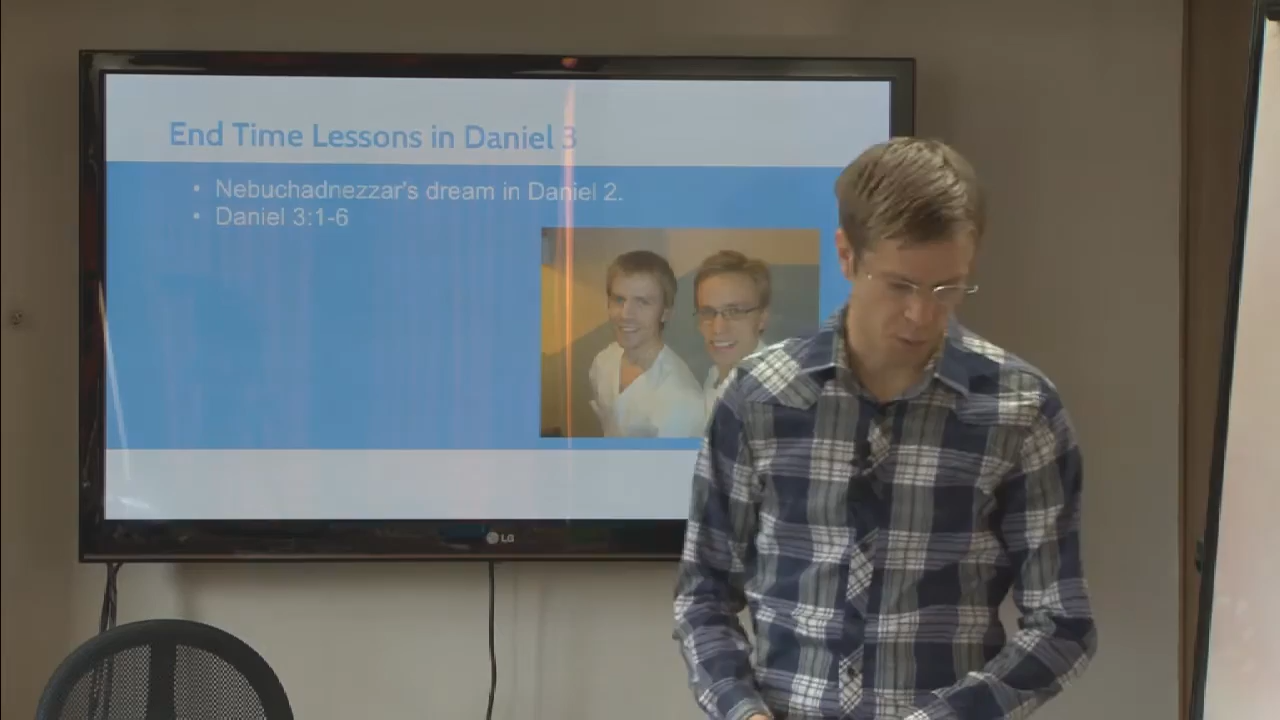 End Time Lessons in Daniel 3
• Nebuchadnezzar's dream in Daniel 2.
• Daniel 3:1-6
LG